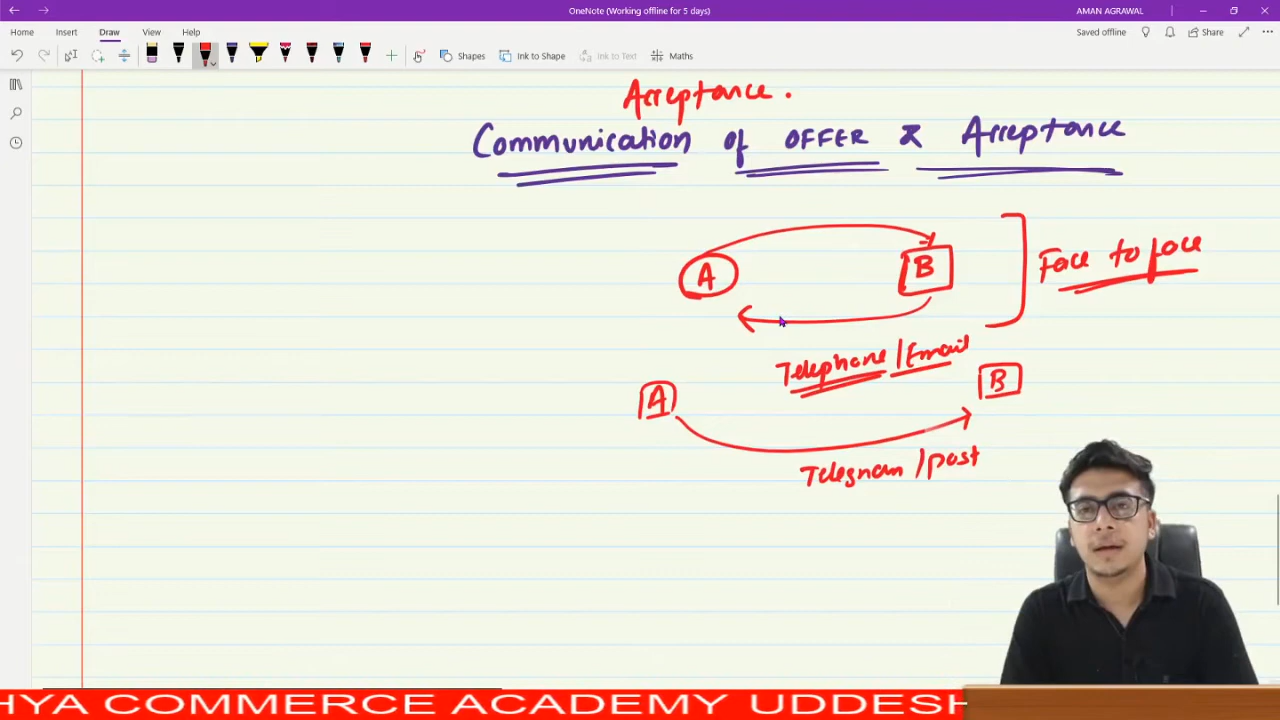 OneNote (Working offline for 5 days)
AMAN AGRAWAL
Home Insert Draw View Help
Saved offline
Share
Shapes
Ink to Shape
Ink to Text
Maths
Acceptance.
Communication of OFFER & Acceptance
A
B
Face to face
Telephone / Email
A
B
Telegram / post
HYA COMMERCE ACADEMY UDDESH